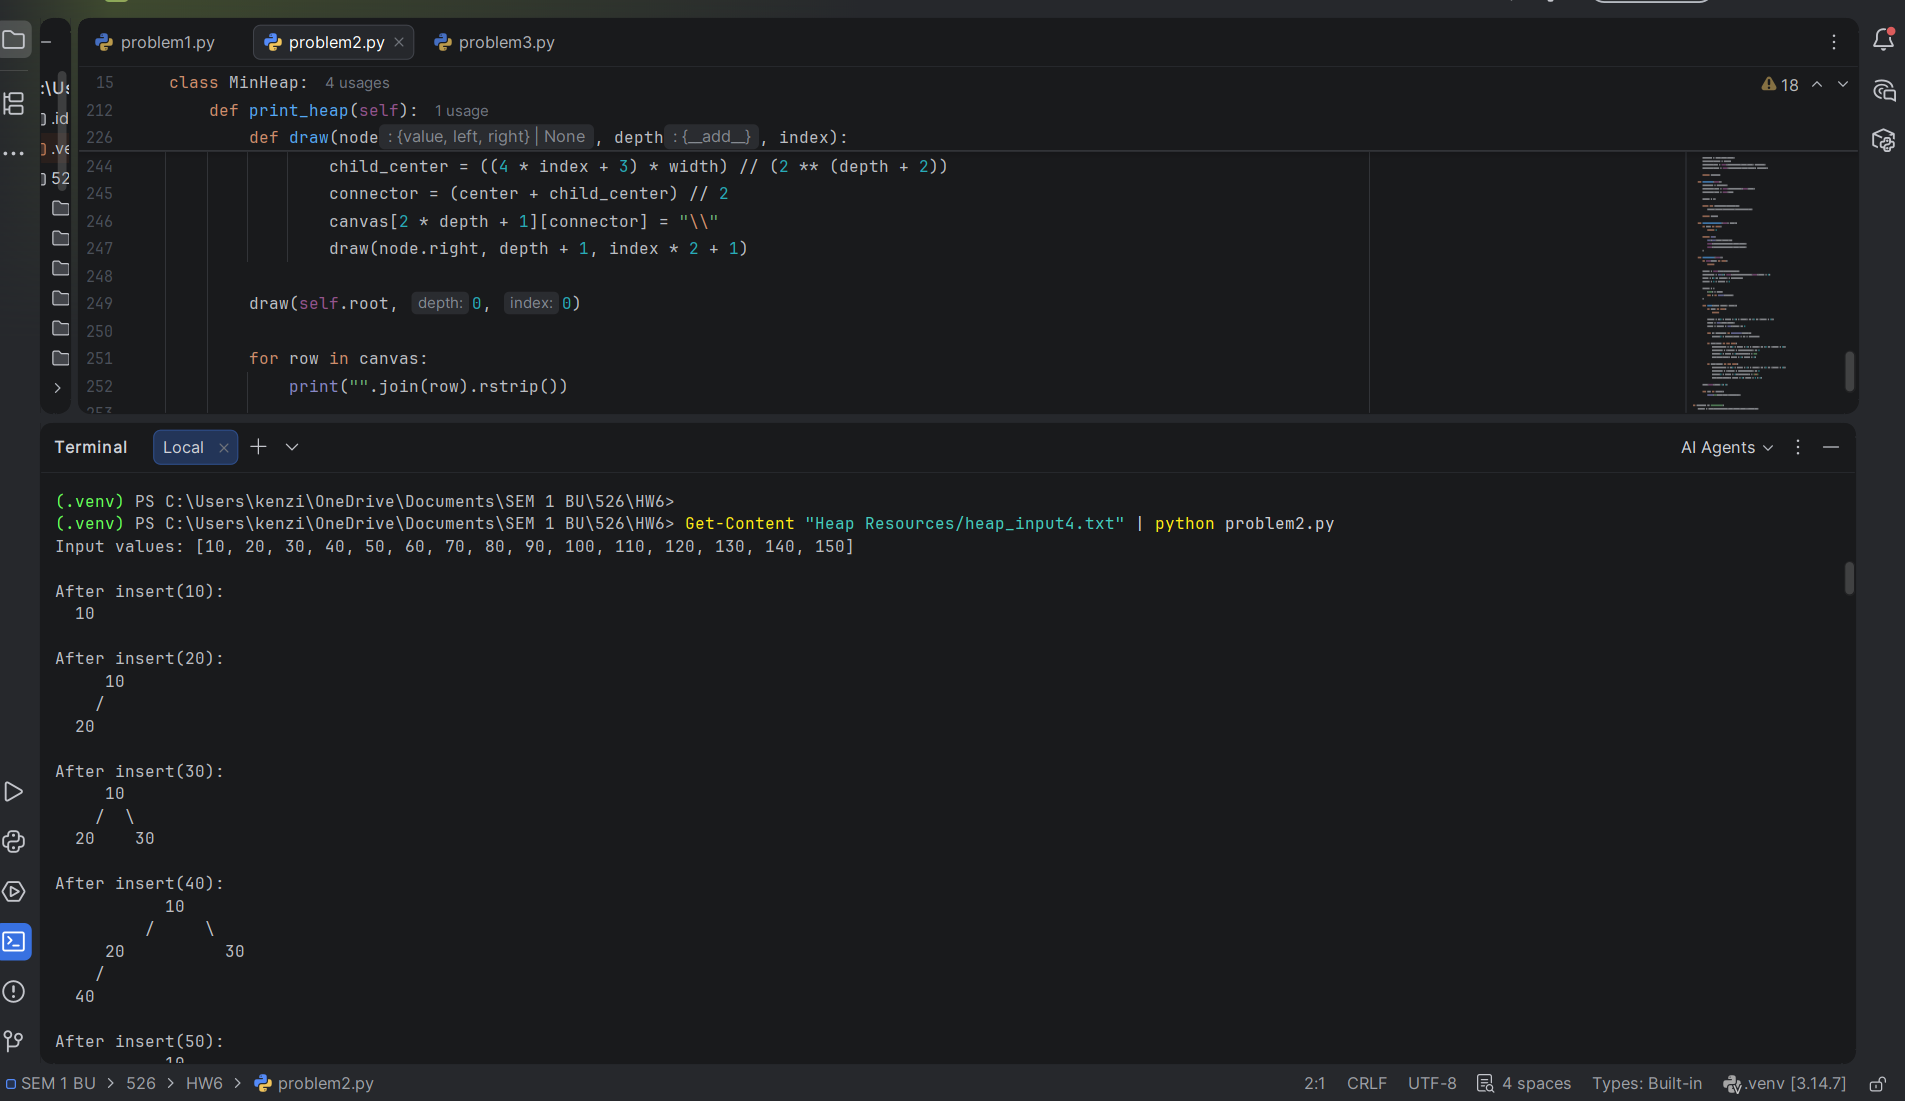 problem1.py problem2.py problem3.py
15 class MinHeap: 4 usages 18
:\Us
212 def print_heap(self): 1 usage
.id
226 def draw(node : {value, left, right} | None , depth : {__add__} , index):
.ve
244 child_center = ((4 * index + 3) * width) // (2 ** (depth + 2))
52
245 connector = (center + child_center) // 2
246 canvas[2 * depth + 1][connector] = "\\"
247 draw(node.right, depth + 1, index * 2 + 1)
248
249 draw(self.root, depth: 0, index: 0)
250
251 for row in canvas:
252 print("".join(row).rstrip())
253
Terminal Local AI Agents
(.venv) PS C:\Users\kenzi\OneDrive\Documents\SEM 1 BU\526\HW6>
(.venv) PS C:\Users\kenzi\OneDrive\Documents\SEM 1 BU\526\HW6> Get-Content "Heap Resources/heap_input4.txt" | python problem2.py
Input values: [10, 20, 30, 40, 50, 60, 70, 80, 90, 100, 110, 120, 130, 140, 150]
After insert(10):
10
After insert(20):
10
/
20
After insert(30):
10
/ \
20 30
After insert(40):
10
/ \
20 30
/
40
After insert(50):
10
SEM 1 BU > 526 > HW6 > problem2.py 2:1 CRLF UTF-8 4 spaces Types: Built-in .venv [3.14.7]